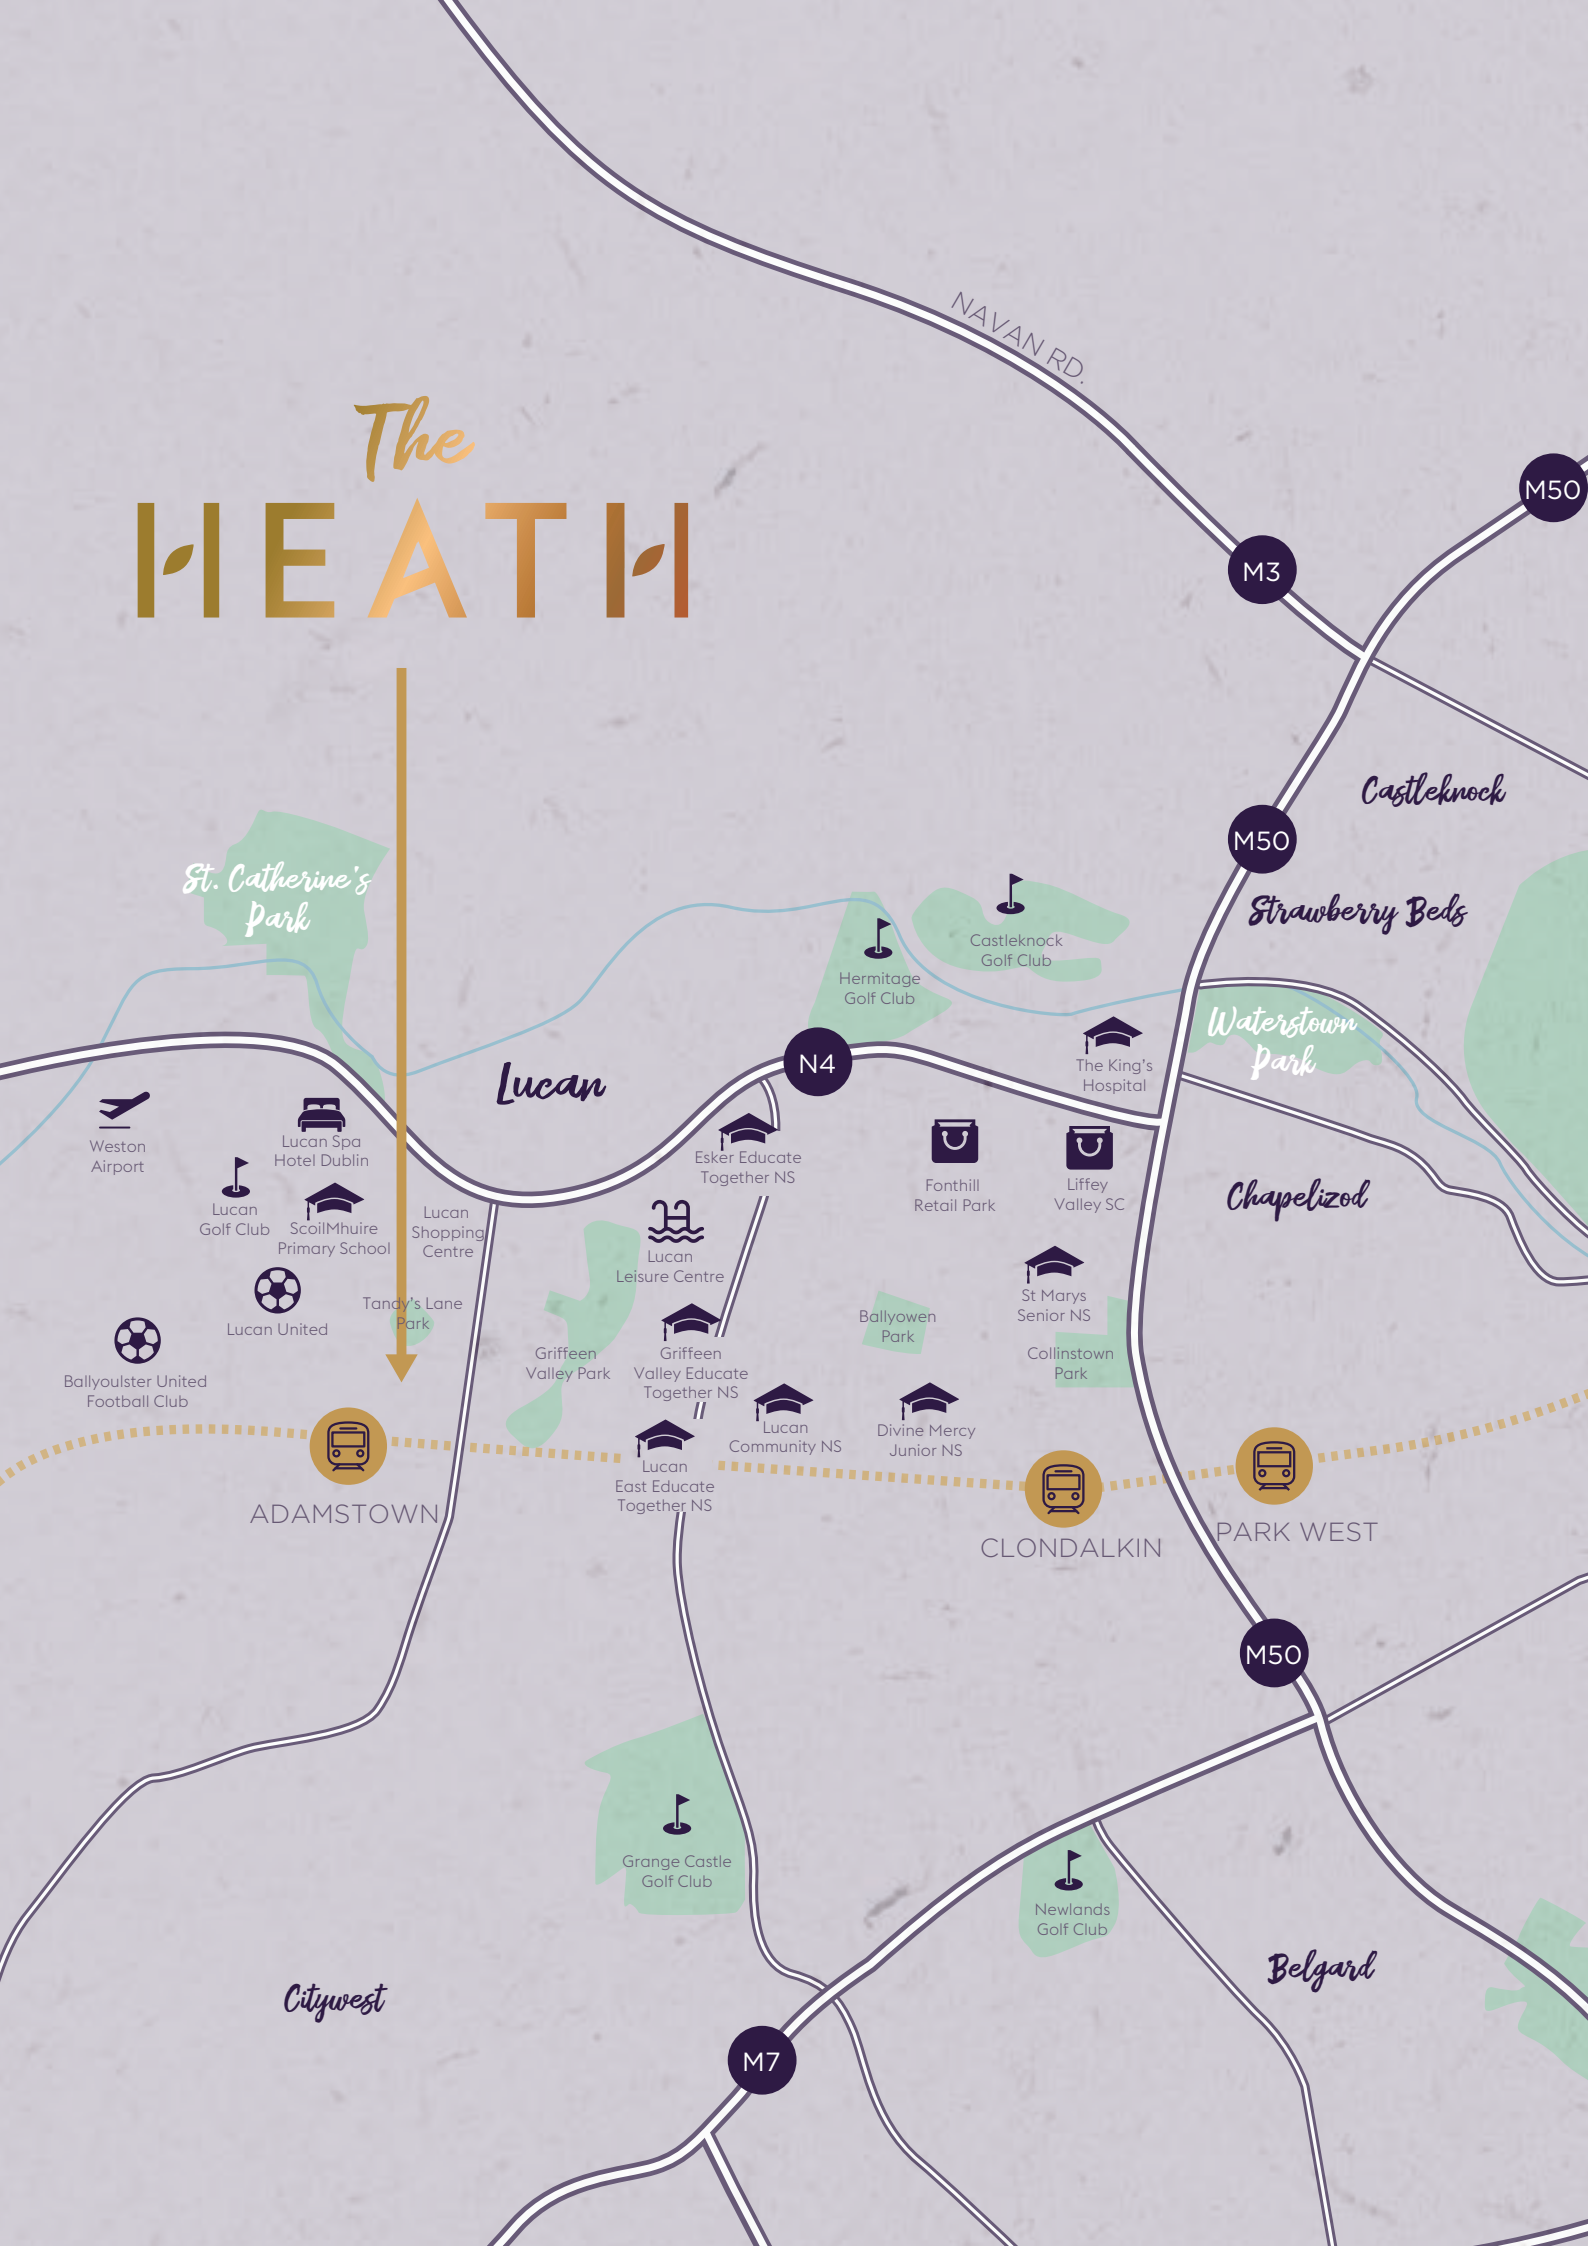 NAVAN RD.
The
HEATH
M50
M3
Castleknock
M50
St. Catherine's
Park
Strawberry Beds
Castleknock
Golf Club
Hermitage
Golf Club
Waterstown
Park
N4
The King's
Hospital
Lucan
Weston
Airport
Lucan Spa
Hotel Dublin
Esker Educate
Together NS
Fonthill
Retail Park
Liffey
Valley SC
Chapelizod
Lucan
Golf Club
ScoilMhuire
Primary School
Lucan
Shopping
Centre
Lucan
Leisure Centre
St Marys
Senior NS
Lucan United
Tandy's Lane
Park
Ballyowen
Park
Ballyoulster United
Football Club
Griffeen
Valley Park
Griffeen
Valley Educate
Together NS
Collinstown
Park
Lucan
Community NS
Divine Mercy
Junior NS
Lucan
East Educate
Together NS
ADAMSTOWN
CLONDALKIN
PARK WEST
M50
Grange Castle
Golf Club
Newlands
Golf Club
Citywest
Belgard
M7